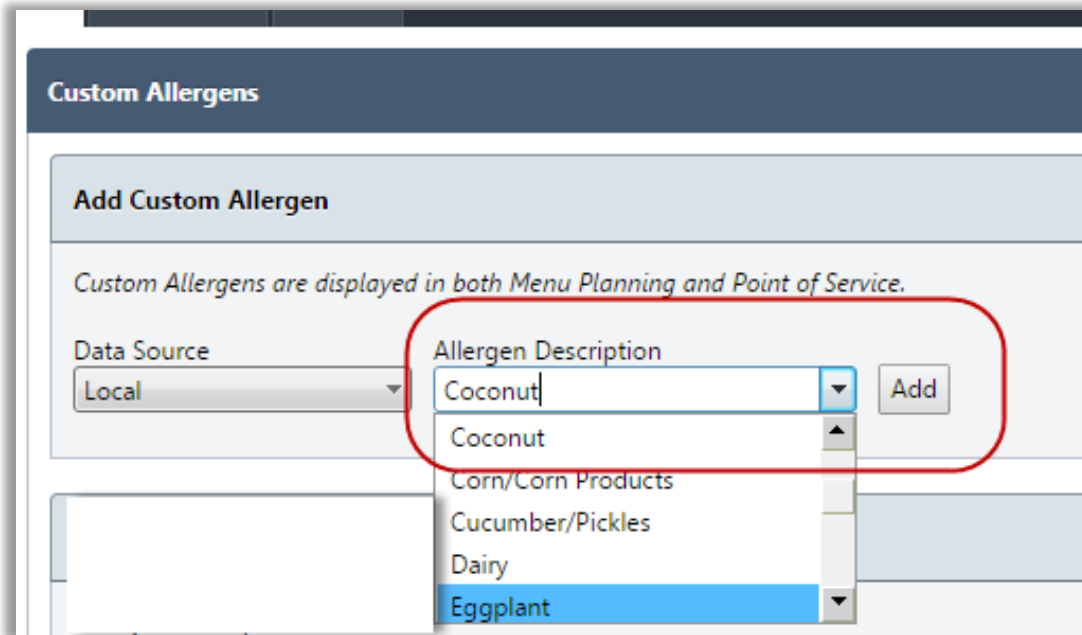 Custom Allergens
Add Custom Allergen
Custom Allergens are displayed in both Menu Planning and Point of Service.
Data Source
Allergen Description
Local
Coconut
Add
Coconut
Corn/Corn Products
Cucumber/Pickles
Dairy
Eggplant